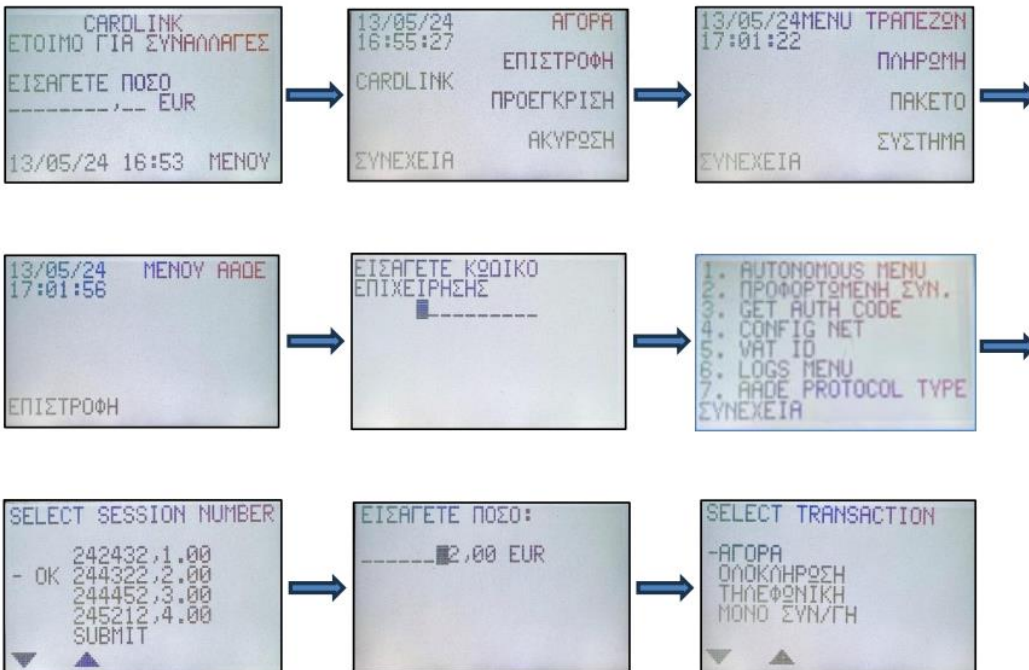 CARDLINK
ΕΤΟΙΜΟ ΓΙΑ ΣΥΝΑΛΛΑΓΕΣ
ΕΙΣΑΓΕΤΕ ΠΟΣΟ
________,__ EUR
13/05/24 16:53 ΜΕΝΟΥ
13/05/24 ΑΓΟΡΑ
16:55:27
ΕΠΙΣΤΡΟΦΗ
CARDLINK
ΠΡΟΕΓΚΡΙΣΗ
ΑΚΥΡΩΣΗ
ΣΥΝΕΧΕΙΑ
13/05/24MENU ΤΡΑΠΕΖΩΝ
17:01:22
ΠΛΗΡΩΜΗ
ΠΑΚΕΤΟ
ΣΥΣΤΗΜΑ
ΣΥΝΕΧΕΙΑ
13/05/24 ΜΕΝΟΥ ΑΑΔΕ
17:01:56
ΕΠΙΣΤΡΟΦΗ
ΕΙΣΑΓΕΤΕ ΚΩΔΙΚΟ
ΕΠΙΧΕΙΡΗΣΗΣ
_________
1. AUTONOMOUS MENU
2. ΠΡΟΦΟΡΤΩΜΕΝΗ ΣΥΝ.
3. GET AUTH CODE
4. CONFIG NET
5. VAT ID
6. LOGS MENU
7. AADE PROTOCOL TYPE
ΣΥΝΕΧΕΙΑ
SELECT SESSION NUMBER
242432,1.00
- OK 244322,2.00
244452,3.00
245212,4.00
SUBMIT
ΕΙΣΑΓΕΤΕ ΠΟΣΟ:
______2,00 EUR
SELECT TRANSACTION
-ΑΓΟΡΑ
ΟΛΟΚΛΗΡΩΣΗ
ΤΗΛΕΦΩΝΙΚΗ
ΜΟΝΟ ΣΥΝ/ΓΗ